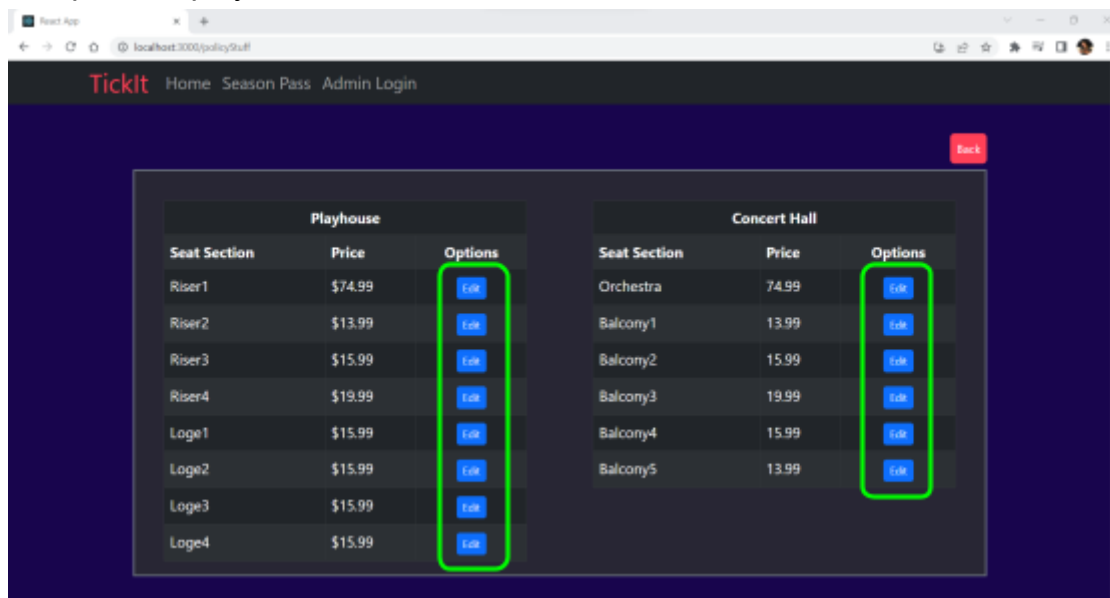 React App
localhost:3000/policyStuff
TickIt Home Season Pass Admin Login
Back
Playhouse
Seat Section Price Options
Riser1 $74.99 Edit
Riser2 $13.99 Edit
Riser3 $15.99 Edit
Riser4 $19.99 Edit
Loge1 $15.99 Edit
Loge2 $15.99 Edit
Loge3 $15.99 Edit
Loge4 $15.99 Edit
Concert Hall
Seat Section Price Options
Orchestra 74.99 Edit
Balcony1 13.99 Edit
Balcony2 15.99 Edit
Balcony3 19.99 Edit
Balcony4 15.99 Edit
Balcony5 13.99 Edit